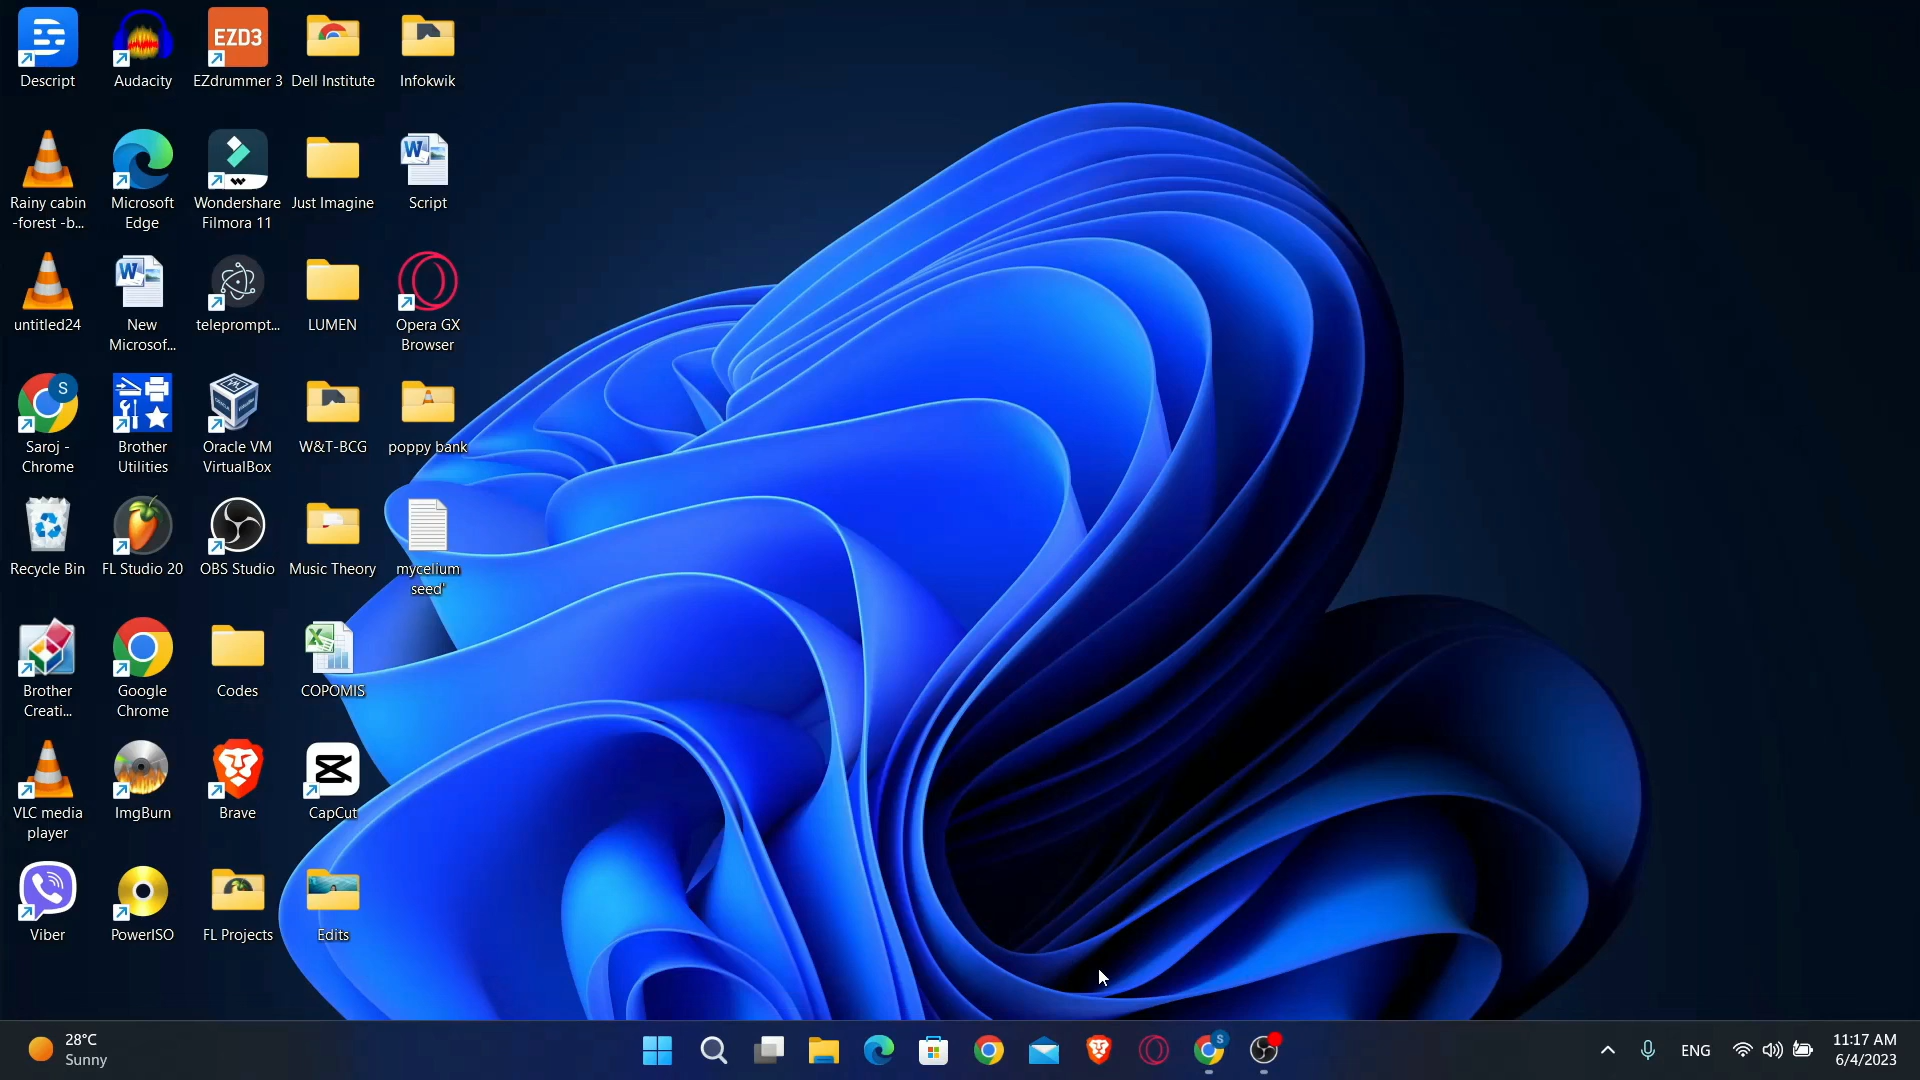 Descript
Audacity
EZD3
EZdrummer 3
Dell Institute
Infokwik
Rainy cabin
-forest -b...
Microsoft
Edge
Wondershare
Filmora 11
Just Imagine
Script
untitled24
New
Microsof...
teleprompt...
LUMEN
Opera GX
Browser
S
Saroj -
Chrome
Brother
Utilities
Oracle VM
VirtualBox
W&T-BCG
poppy bank
Recycle Bin
FL Studio 20
OBS Studio
Music Theory
mycelium
seed'
Brother
Creati...
Google
Chrome
Codes
COPOMIS
VLC media
player
ImgBurn
Brave
CapCut
Viber
PowerISO
FL Projects
Edits
28°C
Sunny
S
ENG
11:17 AM
6/4/2023